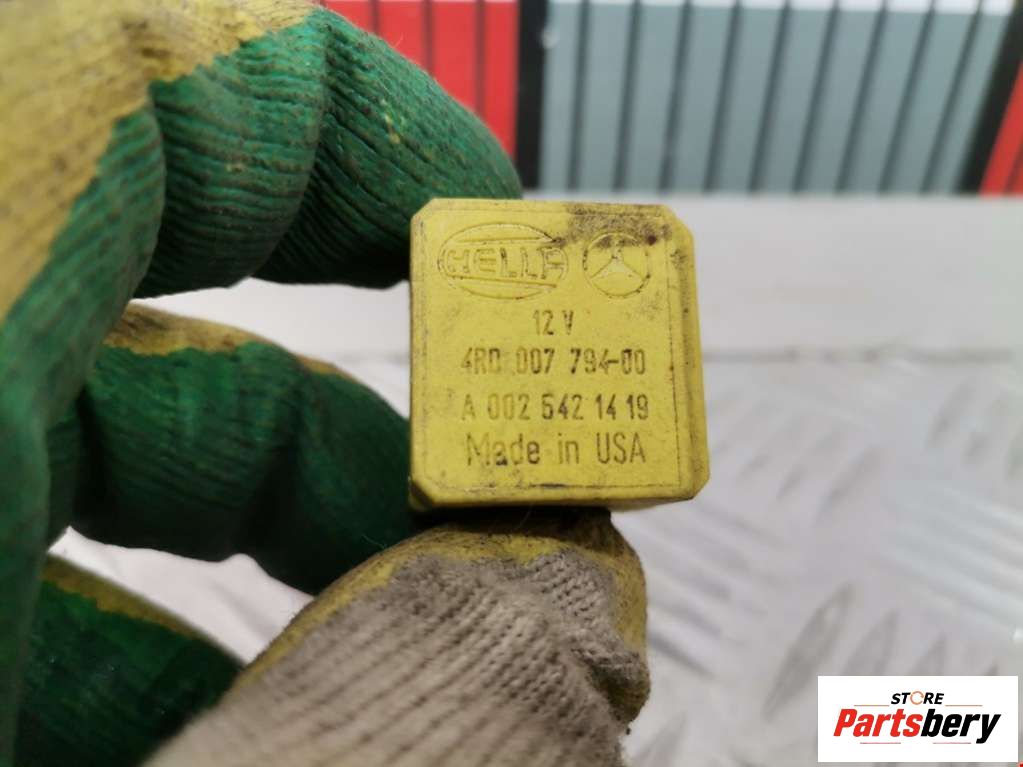 HELLA
12 V
4RD 007 794-00
A 002 542 14 19
Made in USA
STORE
Partsbery